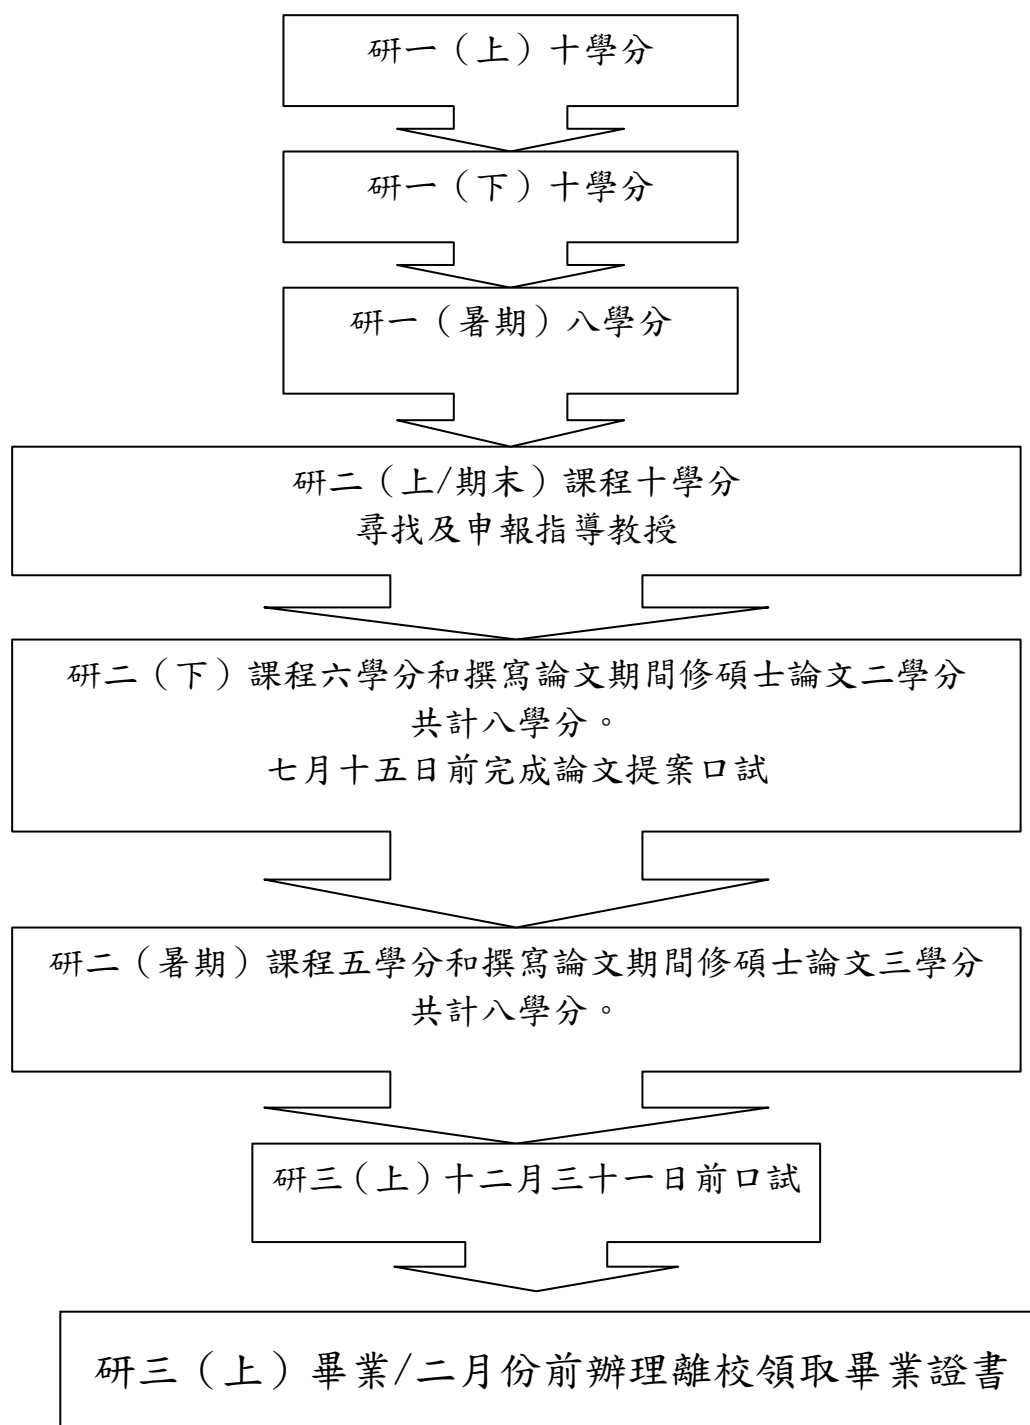 研一（上）十學分
研一（下）十學分
研一（暑期）八學分
研二（上/期末）課程十學分
尋找及申報指導教授
研二（下）課程六學分和撰寫論文期間修碩士論文二學分
共計八學分。
七月十五日前完成論文提案口試
研二（暑期）課程五學分和撰寫論文期間修碩士論文三學分
共計八學分。
研三（上）十二月三十一日前口試
研三（上）畢業/二月份前辦理離校領取畢業證書